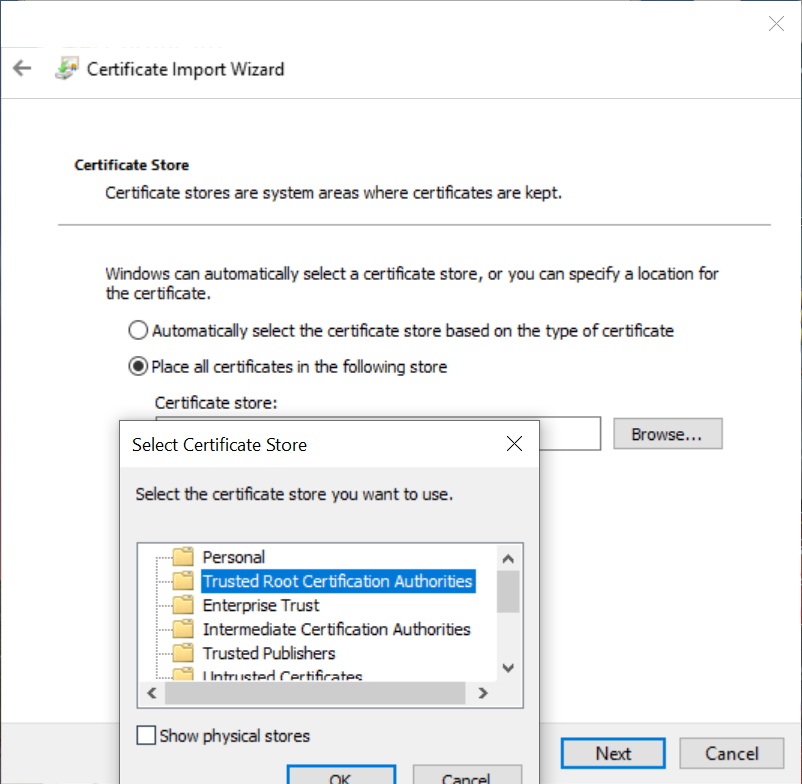 Certificate Import Wizard
Certificate Store
Certificate stores are system areas where certificates are kept.
Windows can automatically select a certificate store, or you can specify a location for
the certificate.
Automatically select the certificate store based on the type of certificate
Place all certificates in the following store
Certificate store:
Browse...
Select Certificate Store
Select the certificate store you want to use.
Personal
Trusted Root Certification Authorities
Enterprise Trust
Intermediate Certification Authorities
Trusted Publishers
Untrusted Certificates
Show physical stores
OK
Cancel
Next
Cancel